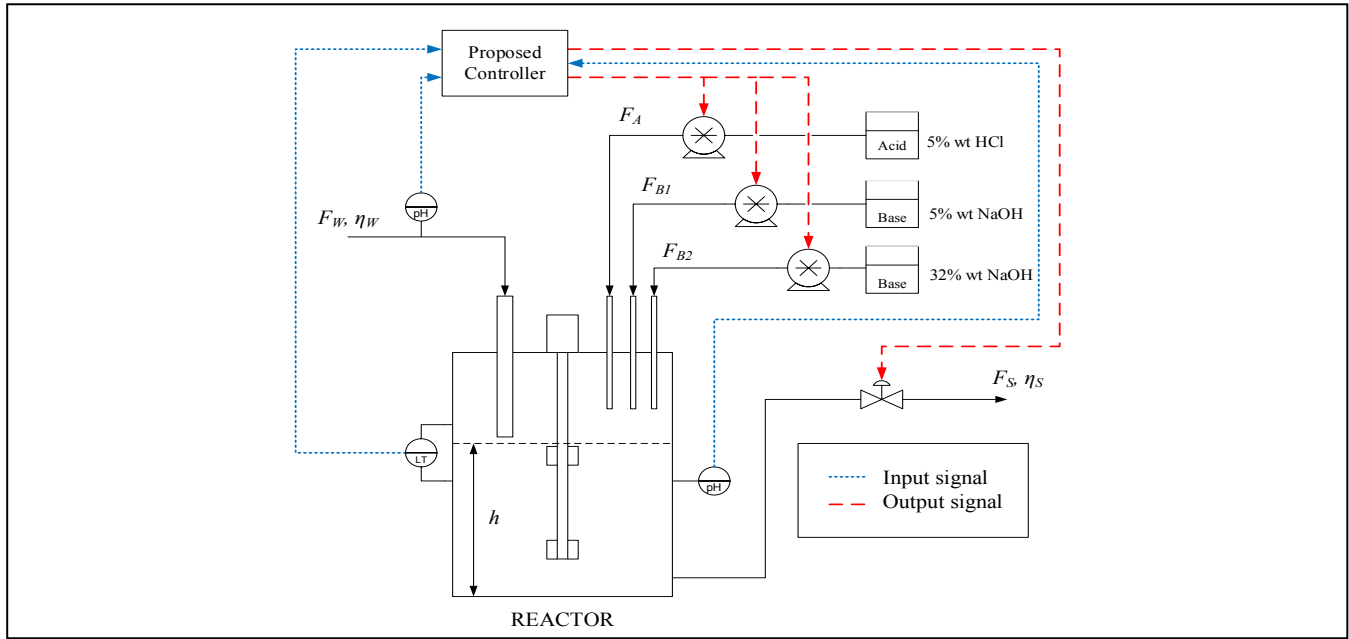 Proposed
Controller
F_A
Acid
5% wt HCl
pH
F_B1
Base
5% wt NaOH
F_W, η_W
F_B2
Base
32% wt NaOH
F_S, η_S
LT
pH
h
Input signal
Output signal
REACTOR